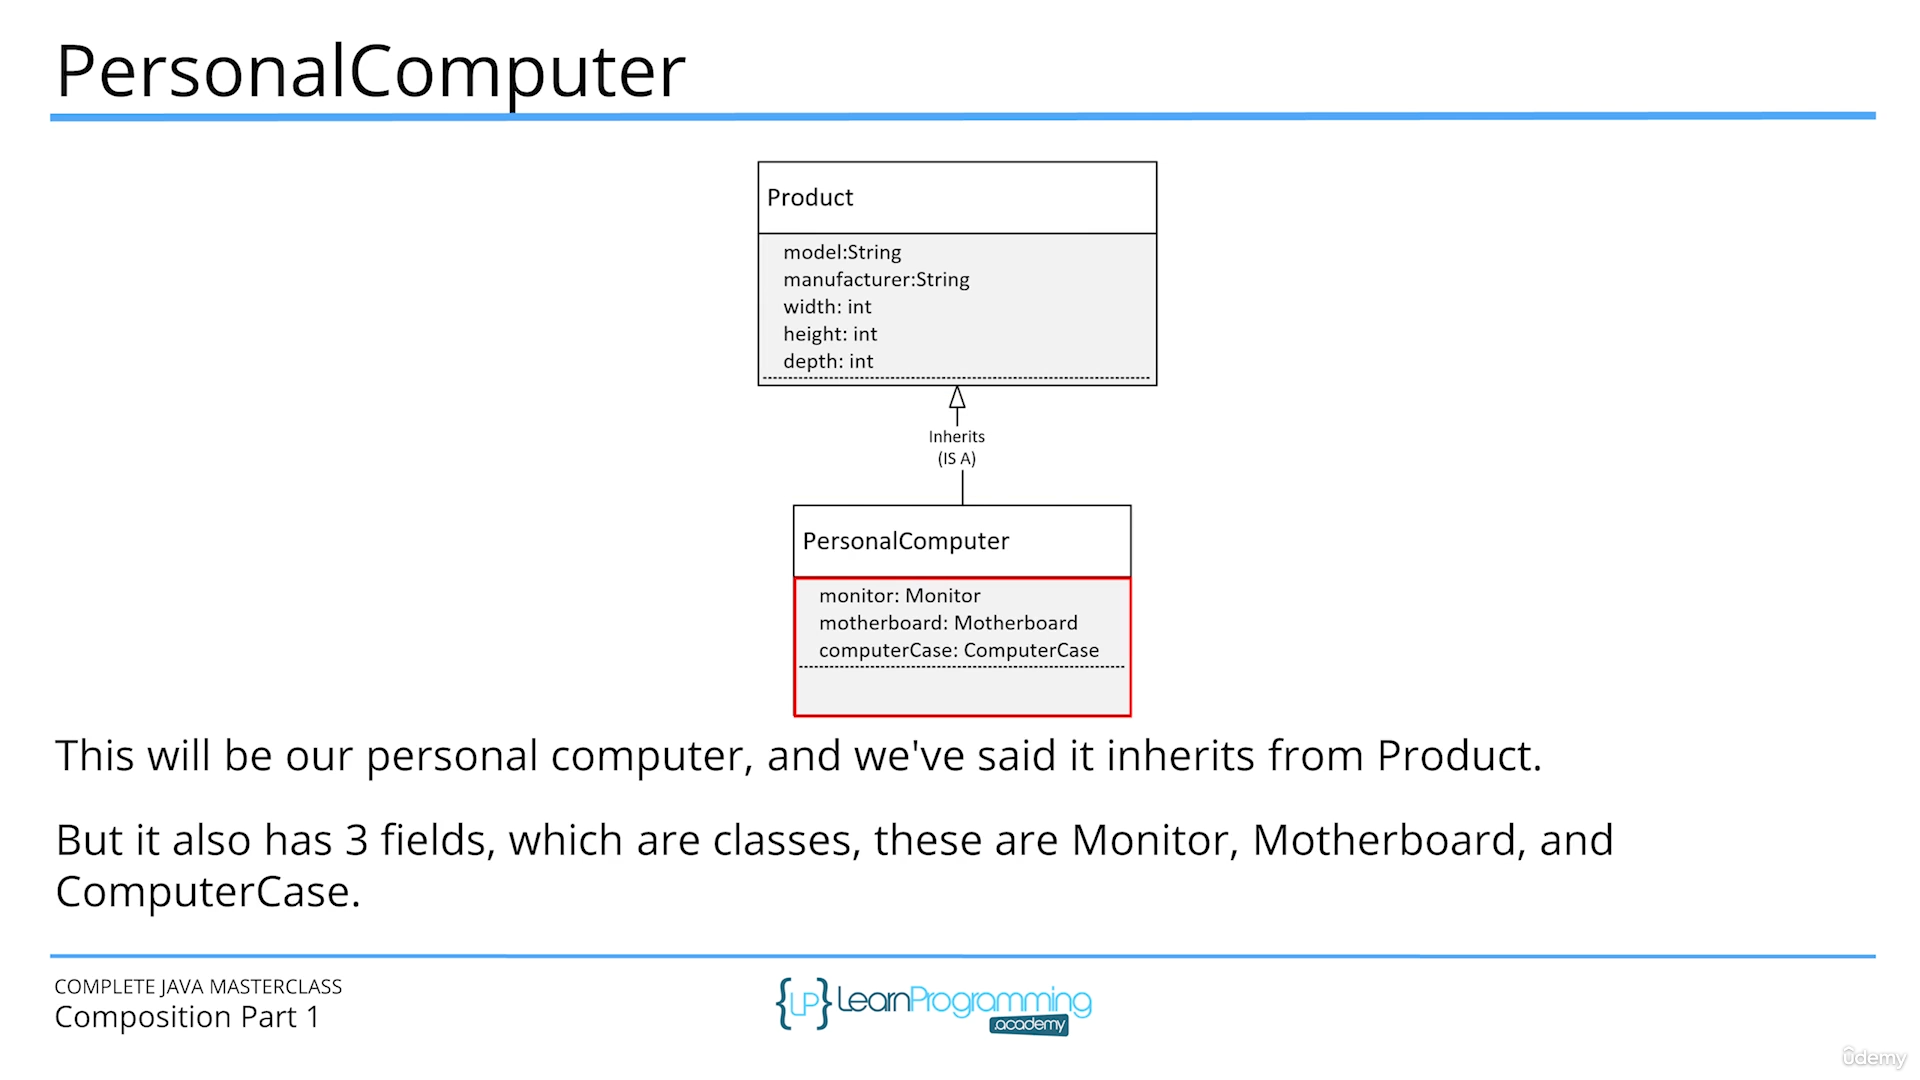 PersonalComputer
Product
model:String
manufacturer:String
width: int
height: int
depth: int
Inherits
(IS A)
PersonalComputer
monitor: Monitor
motherboard: Motherboard
computerCase: ComputerCase
This will be our personal computer, and we've said it inherits from Product.
But it also has 3 fields, which are classes, these are Monitor, Motherboard, and
ComputerCase.
COMPLETE JAVA MASTERCLASS
Composition Part 1
{LP} LearnProgramming
.academy
ûdemy